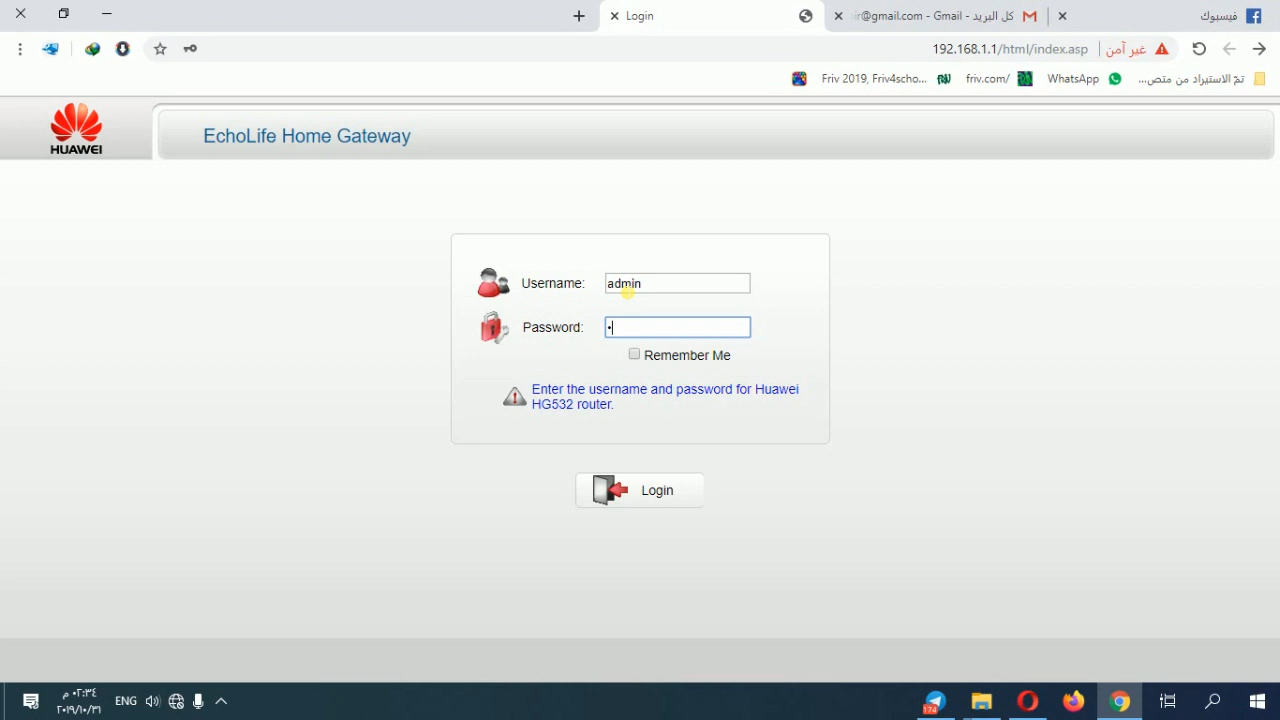 Login
كل البريد - ir@gmail.com - Gmail
فيسبوك
192.168.1.1/html/index.asp
غير آمن
Friv 2019, Friv4scho...
friv.com/
WhatsApp
تمّ الاستيراد من متص...
HUAWEI
EchoLife Home Gateway
Username:
admin
Password:
Remember Me
Enter the username and password for Huawei
HG532 router.
Login
٠٢:٣٤ م
٢٠١٩/١٠/٣١
ENG
174